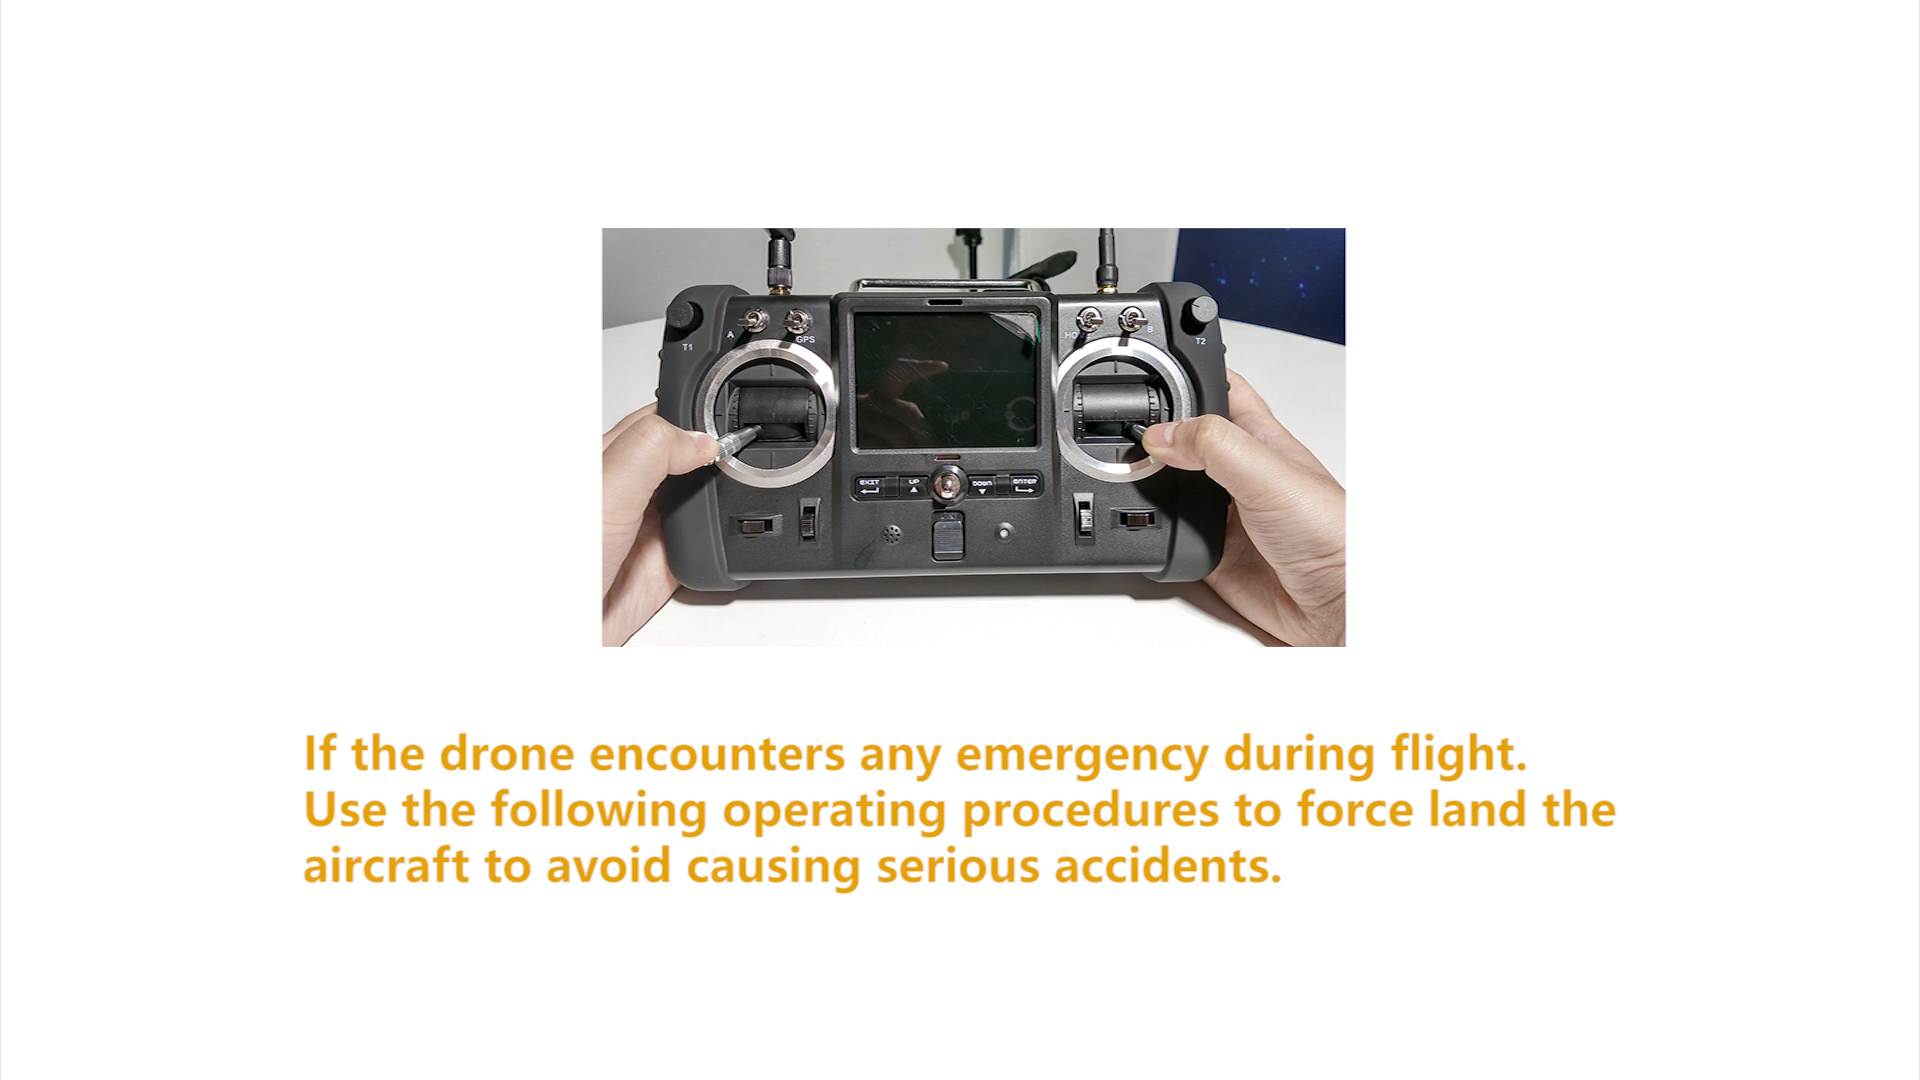 A
GPS
HO
B
T1
T2
EXIT
UP
DOWN
ENTER
If the drone encounters any emergency during flight.
Use the following operating procedures to force land the
aircraft to avoid causing serious accidents.